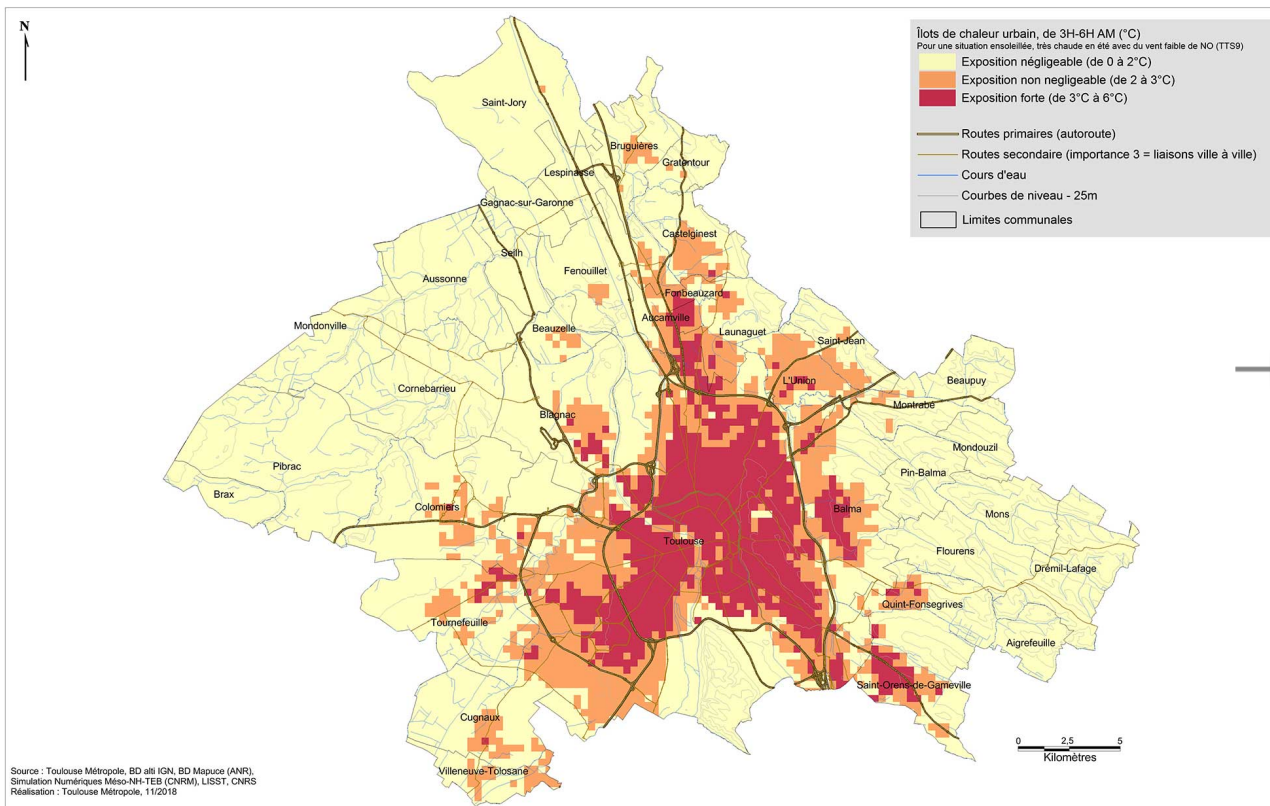 N
Îlots de chaleur urbain, de 3H-6H AM (°C)
Pour une situation ensoleillée, très chaude en été avec du vent faible de NO (TTS9)
Exposition négligeable (de 0 à 2°C)
Exposition non negligeable (de 2 à 3°C)
Exposition forte (de 3°C à 6°C)
Routes primaires (autoroute)
Routes secondaire (importance 3 = liaisons ville à ville)
Cours d'eau
Courbes de niveau - 25m
Limites communales
Saint-Jory
Bruguières
Gratentour
Lespinasse
Gagnac-sur-Garonne
Castelginest
Seilh
Fenouillet
Aussonne
Fonbeauzard
Aucamville
Mondonville
Beauzelle
Launaguet
Saint-Jean
L'Union
Beaupuy
Cornebarrieu
Montrabé
Blagnac
Mondouzil
Pibrac
Pin-Balma
Brax
Colomiers
Balma
Mons
Toulouse
Flourens
Drémil-Lafage
Quint-Fonsegrives
Tournefeuille
Aigrefeuille
Saint-Orens-de-Gameville
Cugnaux
Villeneuve-Tolosane
0 2,5 5
Kilomètres
Source : Toulouse Métropole, BD alti IGN, BD Mapuce (ANR),
Simulation Numériques Méso-NH-TEB (CNRM), LISST, CNRS
Réalisation : Toulouse Métropole, 11/2018